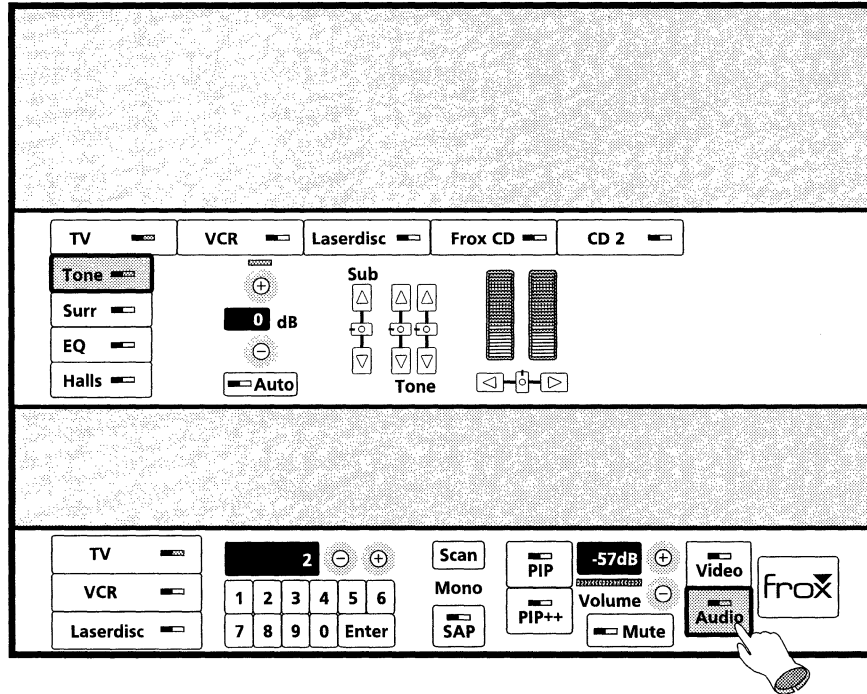 TV VCR Laserdisc Frox CD CD 2
Tone
Surr
EQ
Halls
0 dB
Auto
Sub
Tone
TV
VCR
Laserdisc
2
1 2 3 4 5 6
7 8 9 0 Enter
Scan
Mono
SAP
PIP
PIP++
-57dB
Volume
Mute
Video
Audio
frox